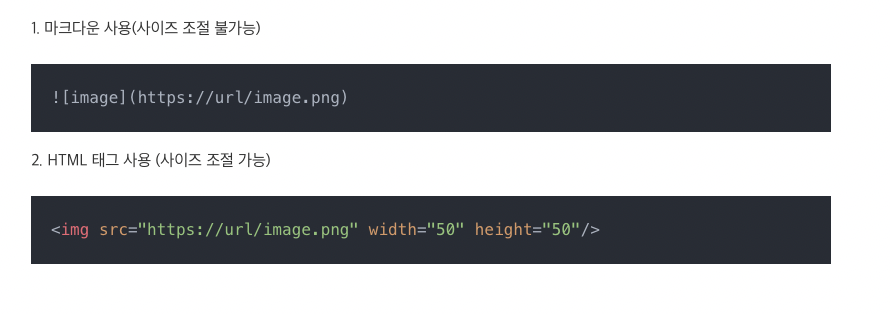 1. 마크다운 사용(사이즈 조절 불가능)
![image](https://url/image.png)
2. HTML 태그 사용 (사이즈 조절 가능)
<img src="https://url/image.png" width="50" height="50"/>